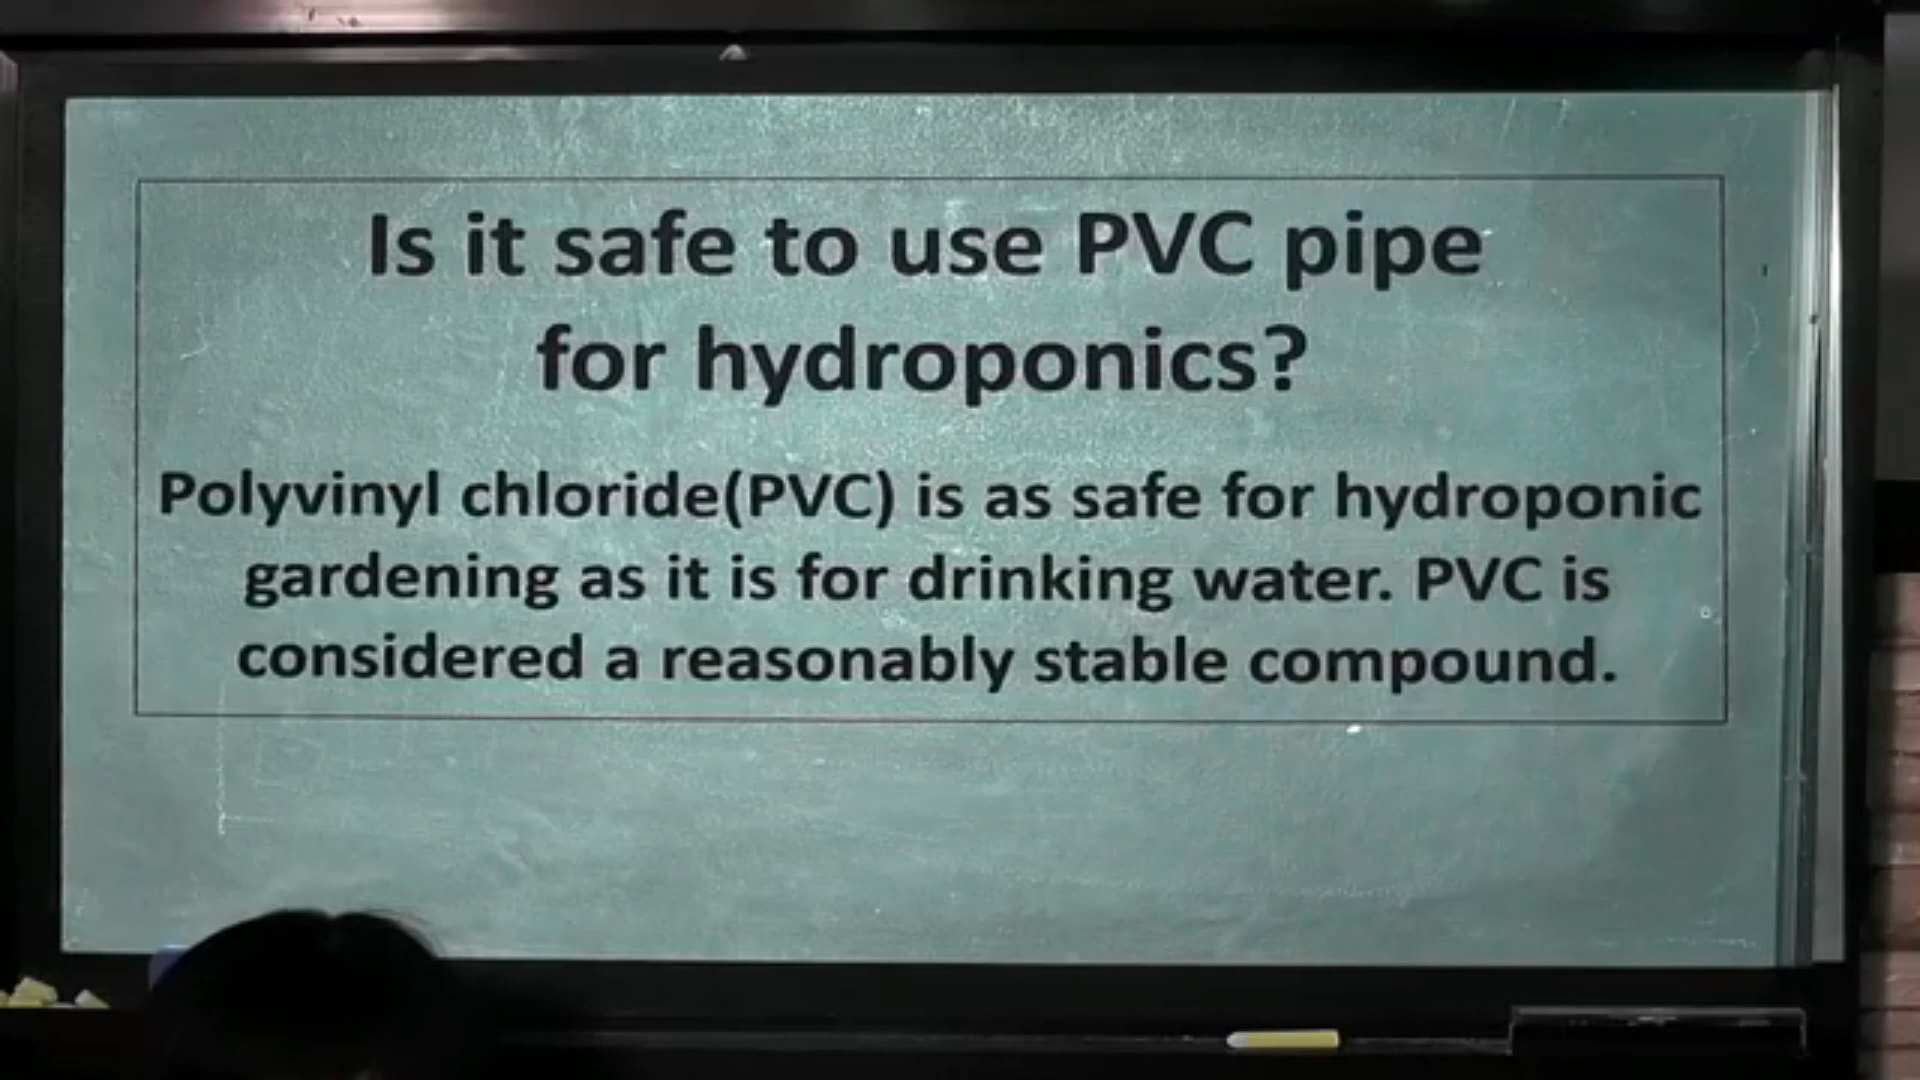 Is it safe to use PVC pipe
for hydroponics?
Polyvinyl chloride(PVC) is as safe for hydroponic
gardening as it is for drinking water. PVC is
considered a reasonably stable compound.